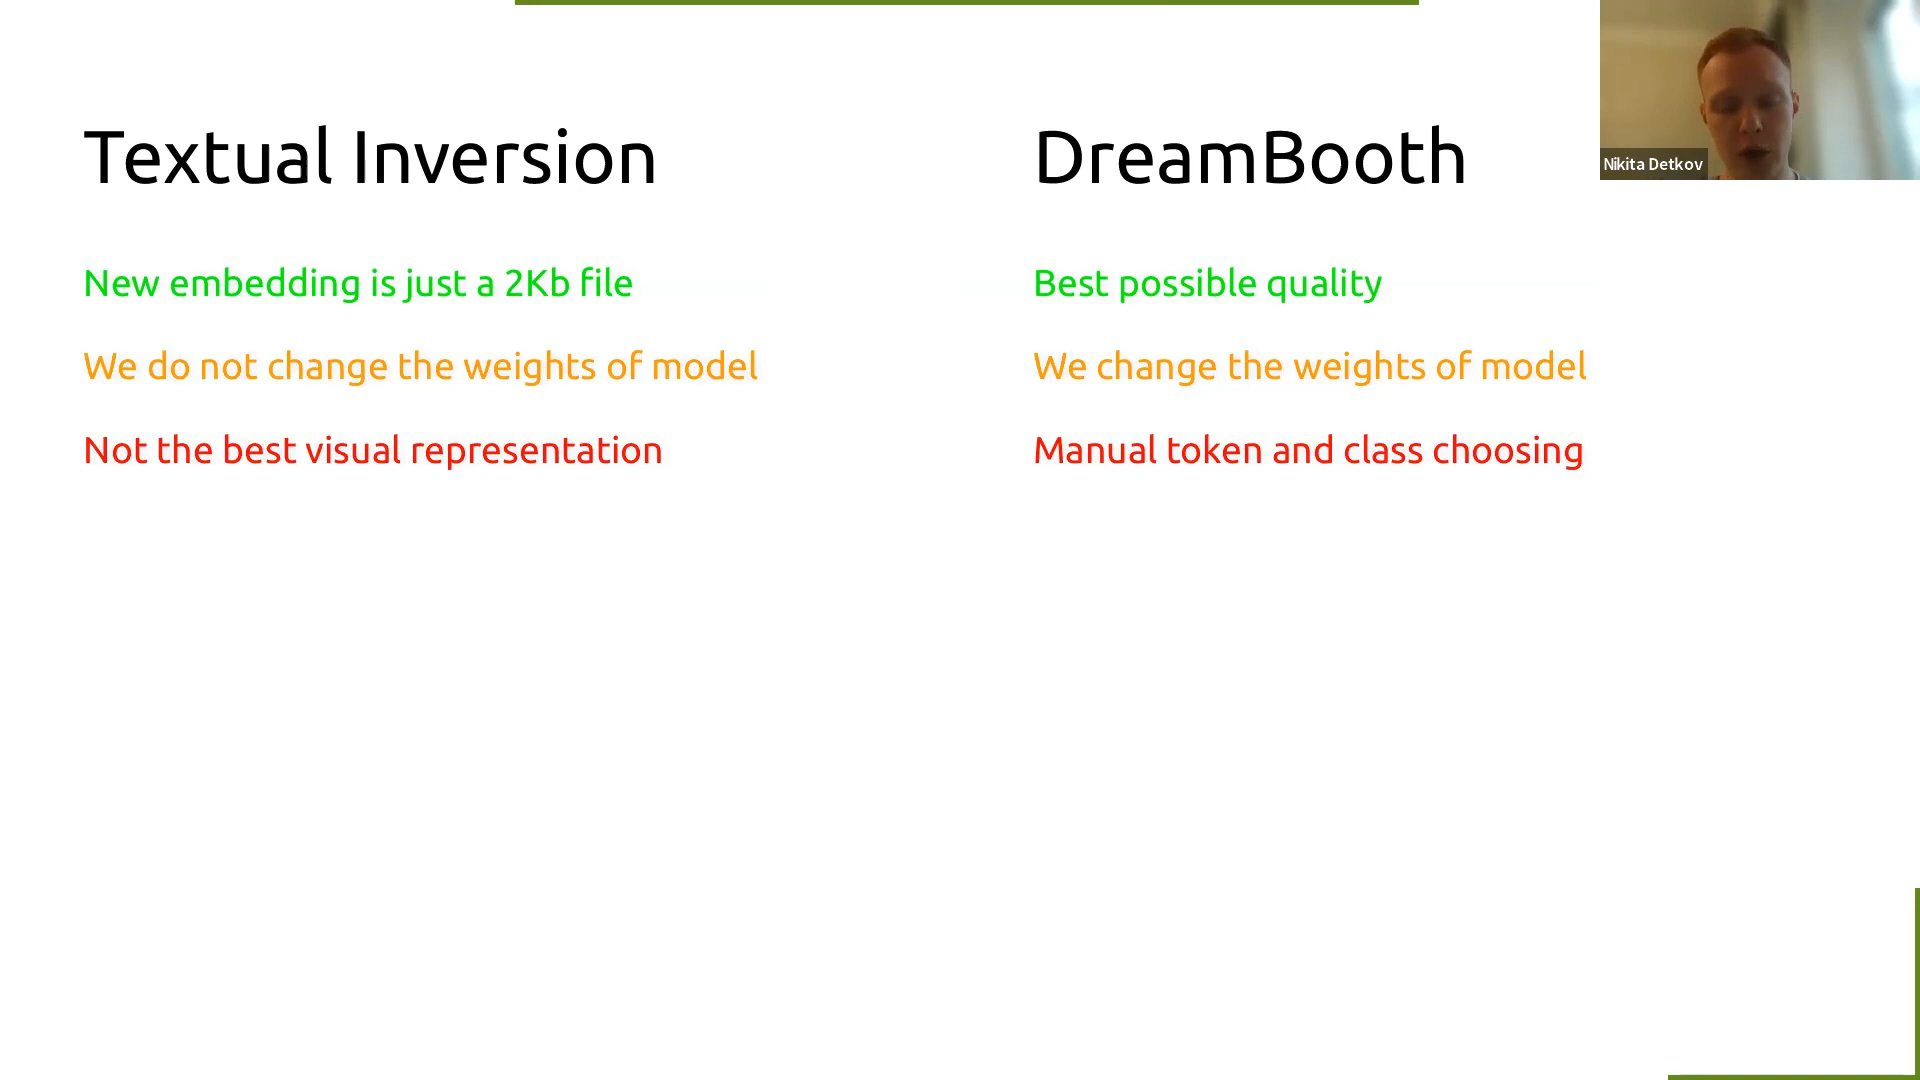 Textual Inversion
New embedding is just a 2Kb file
We do not change the weights of model
Not the best visual representation
DreamBooth
Best possible quality
We change the weights of model
Manual token and class choosing
Nikita Detkov